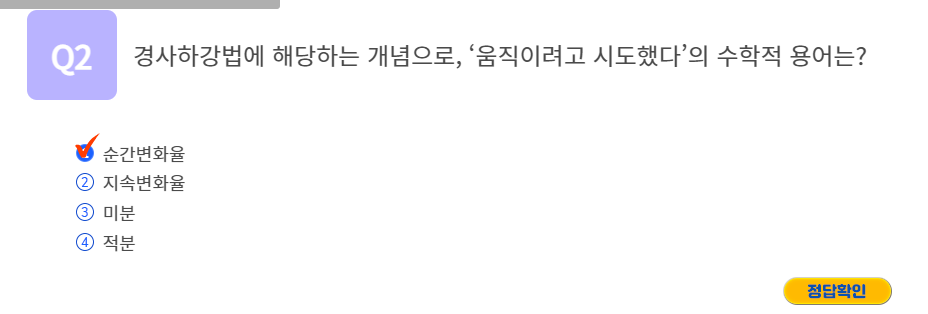 Q2 경사하강법에 해당하는 개념으로, ‘움직이려고 시도했다’의 수학적 용어는?
순간변화율
② 지속변화율
③ 미분
④ 적분
정답확인